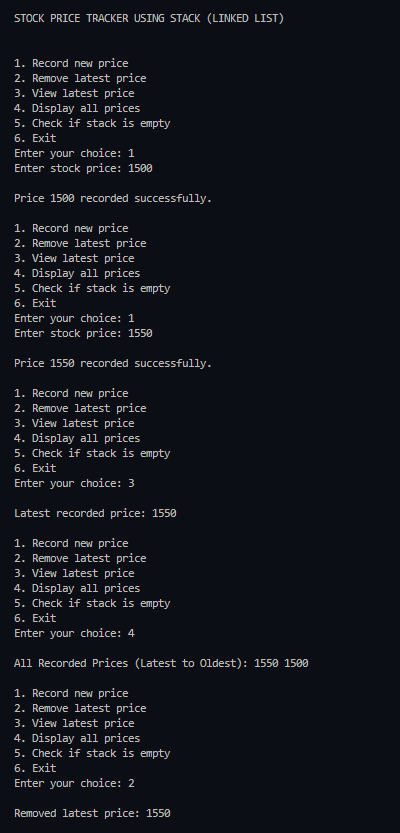 STOCK PRICE TRACKER USING STACK (LINKED LIST)
1. Record new price
2. Remove latest price
3. View latest price
4. Display all prices
5. Check if stack is empty
6. Exit
Enter your choice: 1
Enter stock price: 1500
Price 1500 recorded successfully.
1. Record new price
2. Remove latest price
3. View latest price
4. Display all prices
5. Check if stack is empty
6. Exit
Enter your choice: 1
Enter stock price: 1550
Price 1550 recorded successfully.
1. Record new price
2. Remove latest price
3. View latest price
4. Display all prices
5. Check if stack is empty
6. Exit
Enter your choice: 3
Latest recorded price: 1550
1. Record new price
2. Remove latest price
3. View latest price
4. Display all prices
5. Check if stack is empty
6. Exit
Enter your choice: 4
All Recorded Prices (Latest to Oldest): 1550 1500
1. Record new price
2. Remove latest price
3. View latest price
4. Display all prices
5. Check if stack is empty
6. Exit
Enter your choice: 2
Removed latest price: 1550